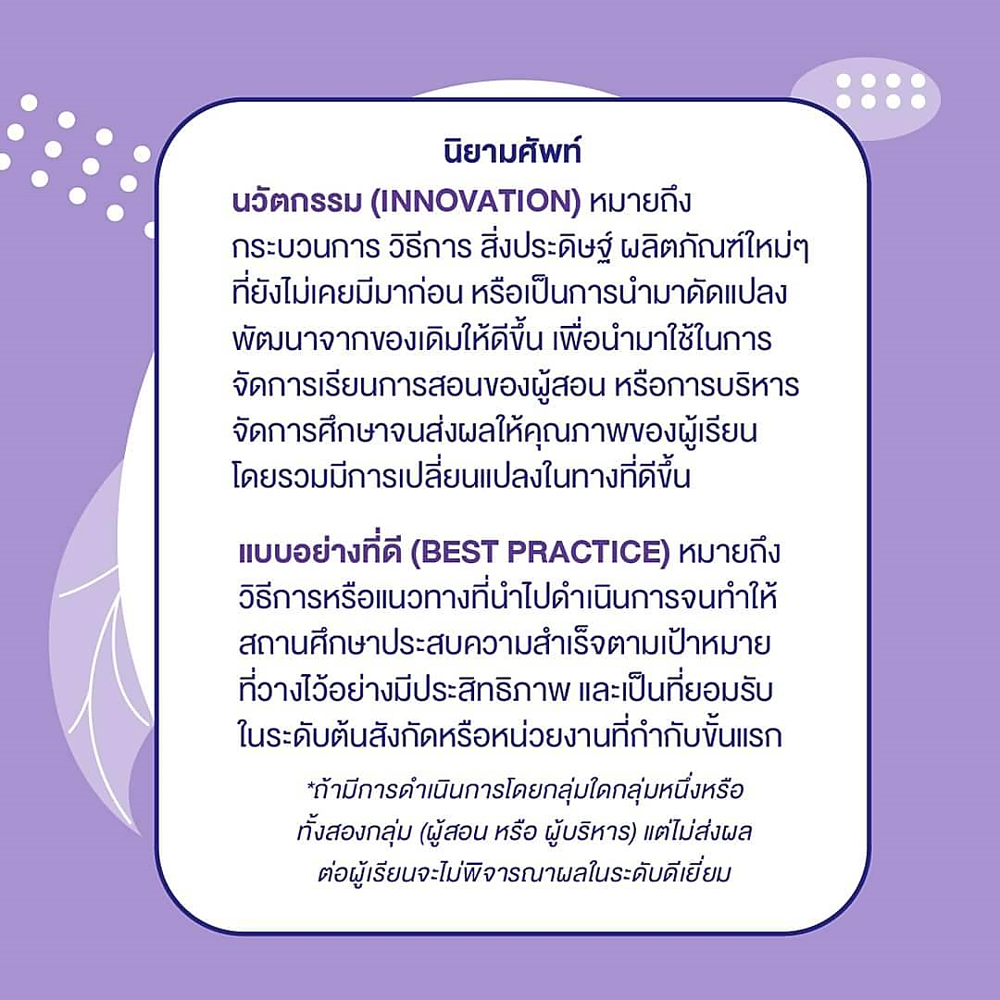 นิยามศัพท์
นวัตกรรม (INNOVATION) หมายถึง
กระบวนการ วิธีการ สิ่งประดิษฐ์ ผลิตภัณฑ์ใหม่ๆ
ที่ยังไม่เคยมีมาก่อน หรือเป็นการนำมาดัดแปลง
พัฒนาจากของเดิมให้ดีขึ้น เพื่อนำมาใช้ในการ
จัดการเรียนการสอนของผู้สอน หรือการบริหาร
จัดการศึกษาจนส่งผลให้คุณภาพของผู้เรียน
โดยรวมมีการเปลี่ยนแปลงในทางที่ดีขึ้น
แบบอย่างที่ดี (BEST PRACTICE) หมายถึง
วิธีการหรือแนวทางที่นำไปดำเนินการจนทำให้
สถานศึกษาประสบความสำเร็จตามเป้าหมาย
ที่วางไว้อย่างมีประสิทธิภาพ และเป็นที่ยอมรับ
ในระดับต้นสังกัดหรือหน่วยงานที่กำกับขั้นแรก
*ถ้ามีการดำเนินการโดยกลุ่มใดกลุ่มหนึ่งหรือ
ทั้งสองกลุ่ม (ผู้สอน หรือ ผู้บริหาร) แต่ไม่ส่งผล
ต่อผู้เรียนจะไม่พิจารณาผลในระดับดีเยี่ยม